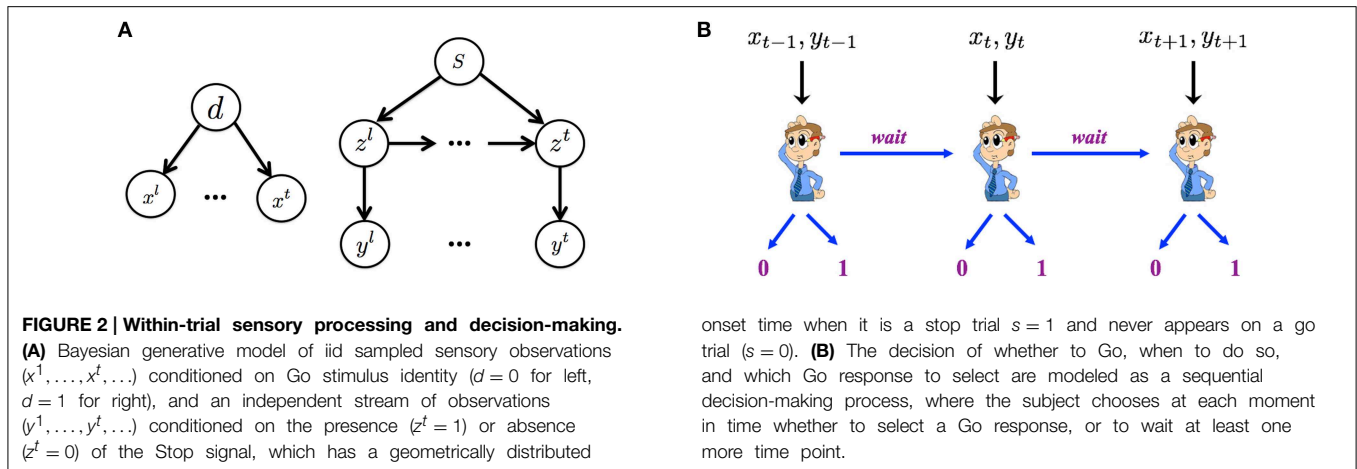 A
d
x^l ... x^t
S
z^l ... z^t
y^l ... y^t
B
x_{t-1}, y_{t-1} x_t, y_t x_{t+1}, y_{t+1}
wait wait
0 1 0 1 0 1
FIGURE 2 | Within-trial sensory processing and decision-making.
(A) Bayesian generative model of iid sampled sensory observations
(x^1, ..., x^t, ...) conditioned on Go stimulus identity (d = 0 for left,
d = 1 for right), and an independent stream of observations
(y^1, ..., y^t, ...) conditioned on the presence (z^t = 1) or absence
(z^t = 0) of the Stop signal, which has a geometrically distributed
onset time when it is a stop trial s = 1 and never appears on a go
trial (s = 0). (B) The decision of whether to Go, when to do so,
and which Go response to select are modeled as a sequential
decision-making process, where the subject chooses at each moment
in time whether to select a Go response, or to wait at least one
more time point.